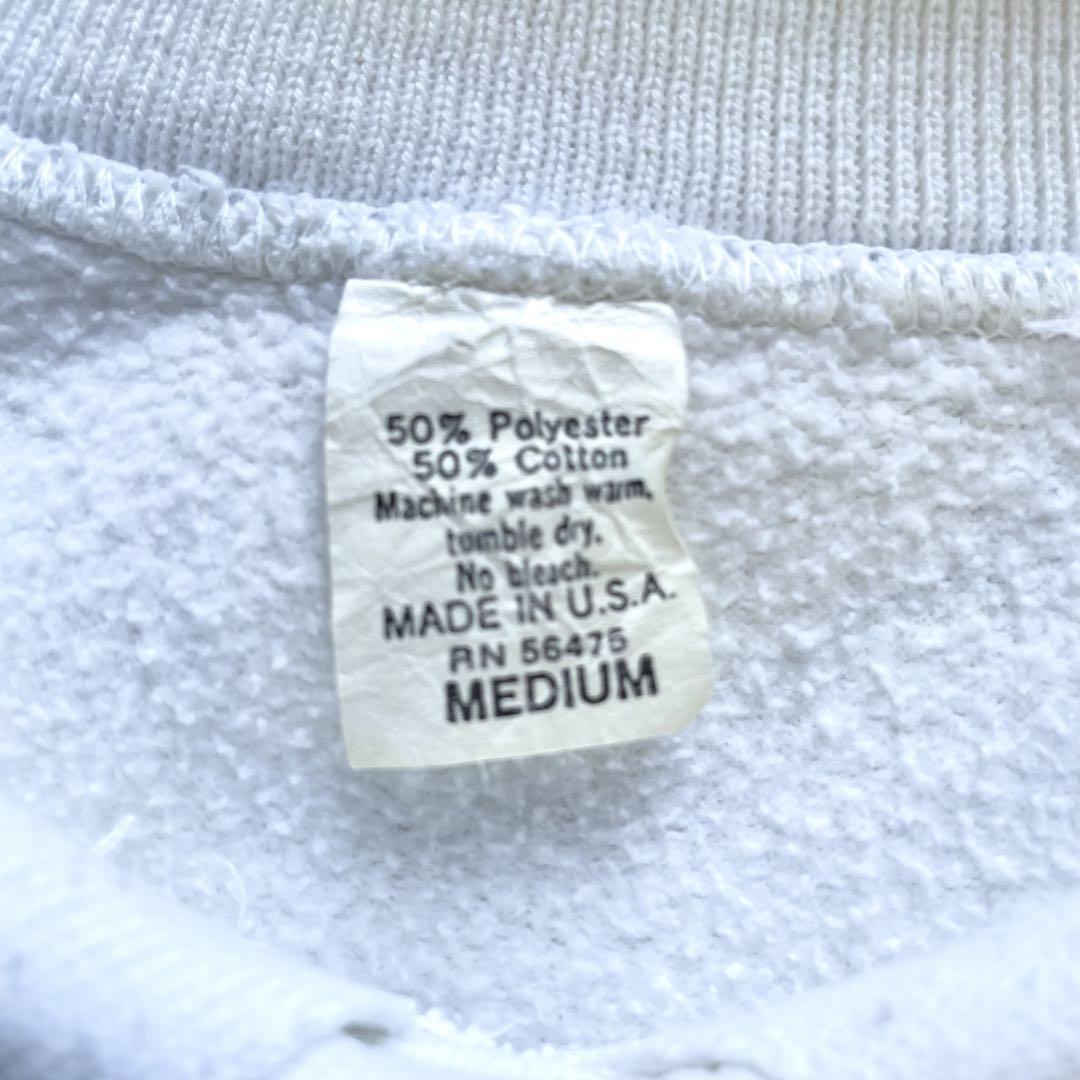 50% Polyester
50% Cotton
Machine wash warm,
tumble dry.
No bleach.
MADE IN U.S.A.
RN 56475
MEDIUM